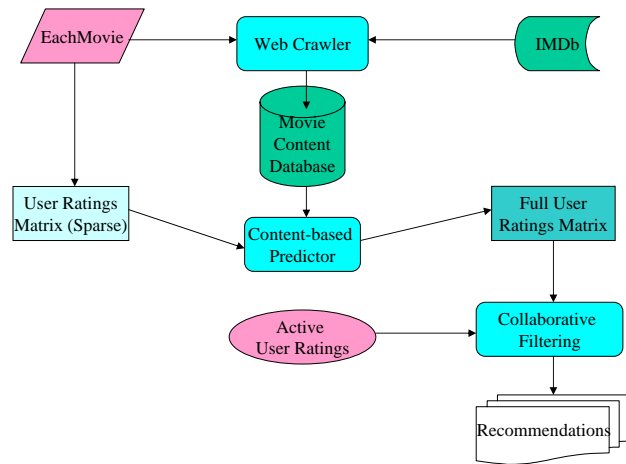 EachMovie
Web Crawler
IMDb
Movie
Content
Database
User Ratings
Matrix (Sparse)
Content-based
Predictor
Full User
Ratings Matrix
Active
User Ratings
Collaborative
Filtering
Recommendations